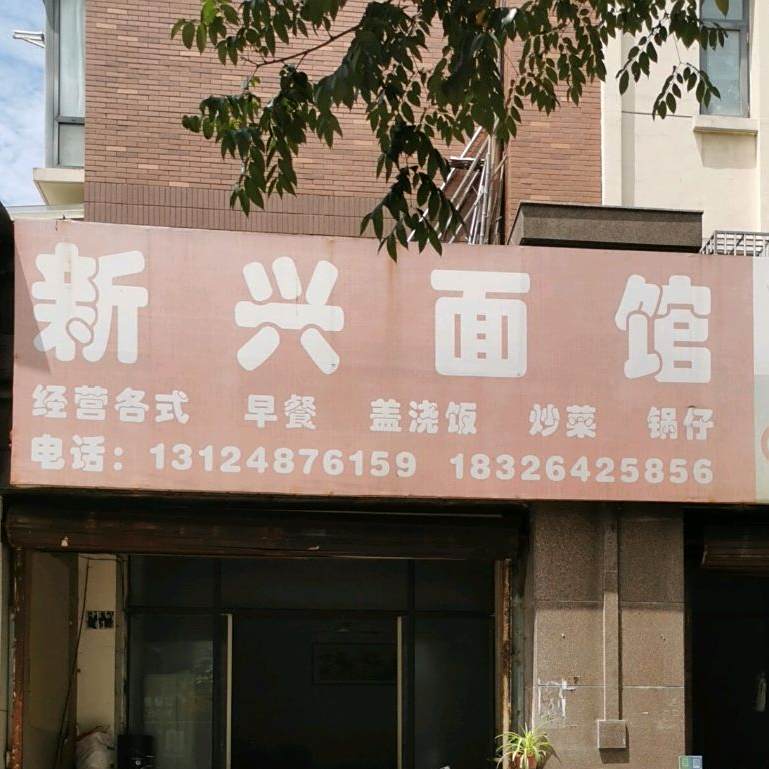 新兴面馆
经营各式 早餐 盖浇饭 炒菜 锅仔
电话：13124876159 18326425856